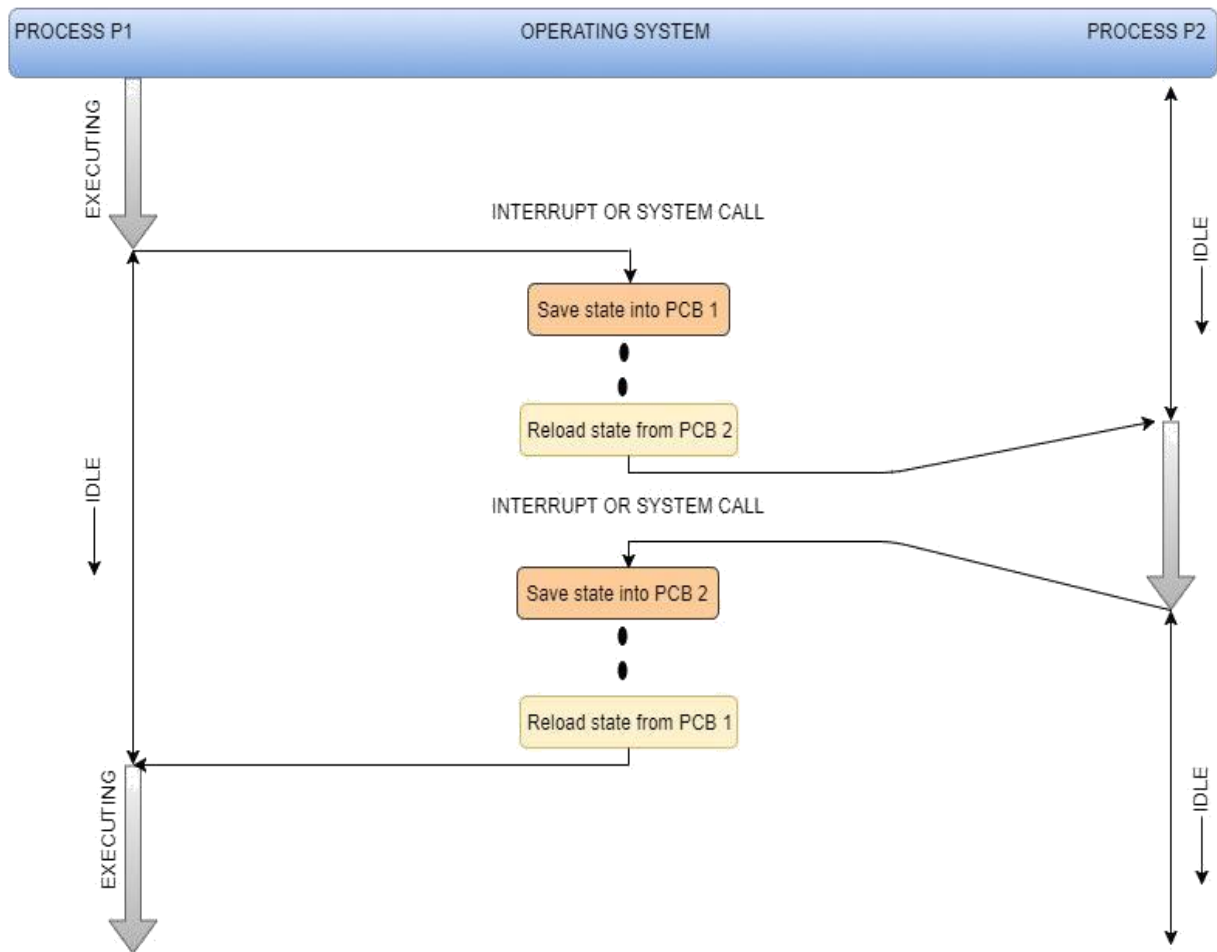 PROCESS P1
OPERATING SYSTEM
PROCESS P2
EXECUTING
IDLE
INTERRUPT OR SYSTEM CALL
Save state into PCB 1
Reload state from PCB 2
IDLE
INTERRUPT OR SYSTEM CALL
Save state into PCB 2
Reload state from PCB 1
EXECUTING
IDLE